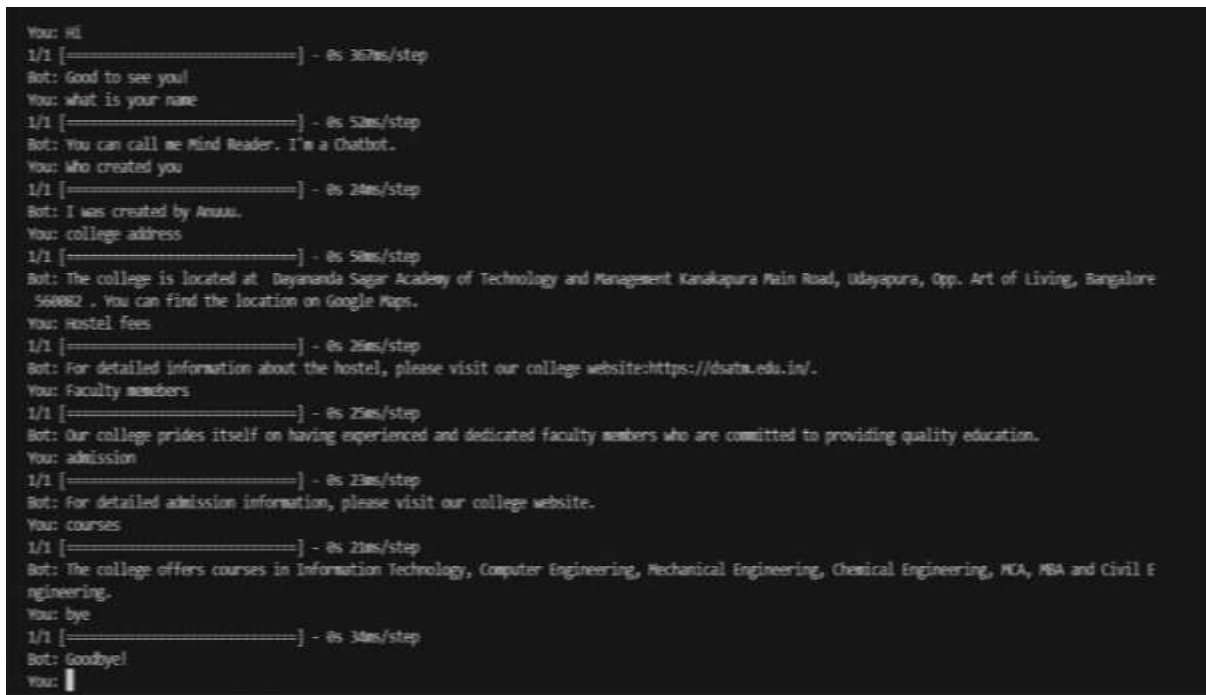 You: Hi
1/1 [==============================] - 0s 367ms/step
Bot: Good to see you!
You: what is your name
1/1 [==============================] - 0s 52ms/step
Bot: You can call me Mind Reader. I'm a Chatbot.
You: Who created you
1/1 [==============================] - 0s 24ms/step
Bot: I was created by Anuuu.
You: college address
1/1 [==============================] - 0s 50ms/step
Bot: The college is located at  Dayananda Sagar Academy of Technology and Management Kanakapura Main Road, Udayapura, Opp. Art of Living, Bangalore
560082 . You can find the location on Google Maps.
You: Hostel fees
1/1 [==============================] - 0s 26ms/step
Bot: For detailed information about the hostel, please visit our college website:https://dsatm.edu.in/.
You: Faculty memebers
1/1 [==============================] - 0s 25ms/step
Bot: Our college prides itself on having experienced and dedicated faculty members who are committed to providing quality education.
You: admission
1/1 [==============================] - 0s 23ms/step
Bot: For detailed admission information, please visit our college website.
You: courses
1/1 [==============================] - 0s 21ms/step
Bot: The college offers courses in Information Technology, Computer Engineering, Mechanical Engineering, Chemical Engineering, MCA, MBA and Civil E
ngineering.
You: bye
1/1 [==============================] - 0s 34ms/step
Bot: Goodbye!
You: